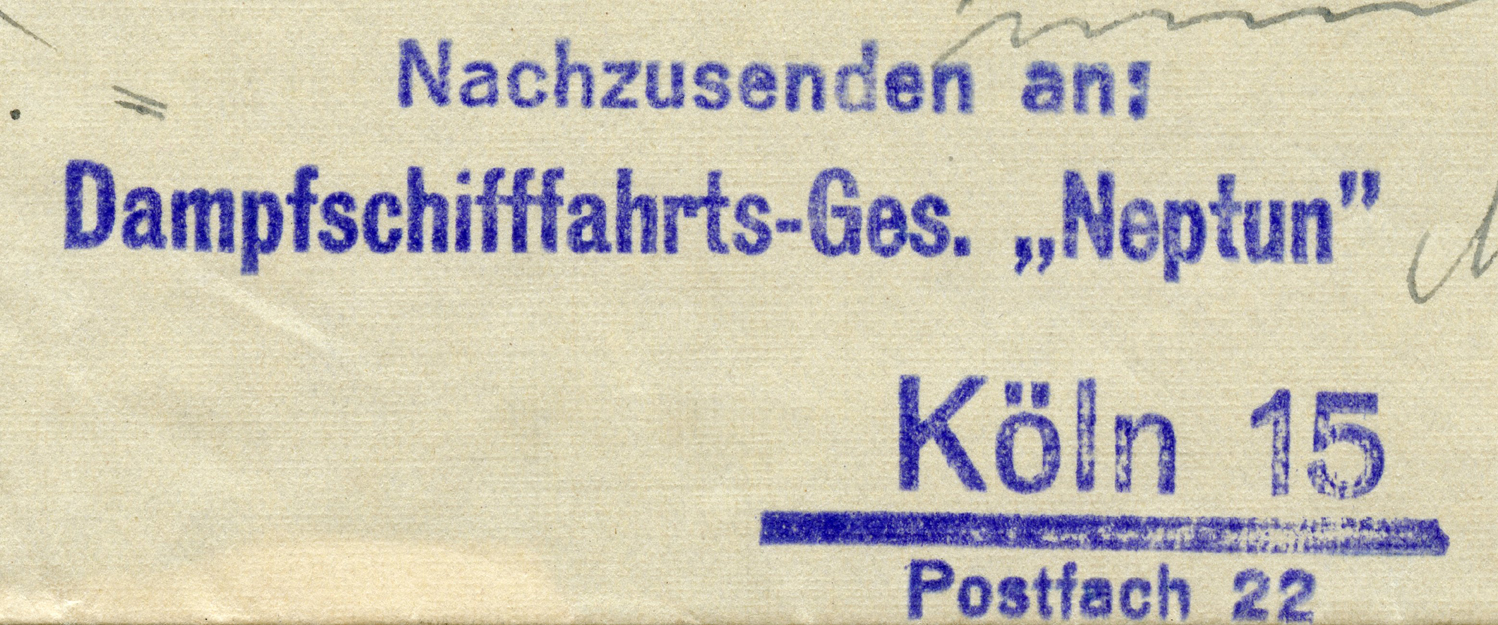 Nachzusenden an:
Dampfschifffahrts-Ges. „Neptun”
Köln 15
Postfach 22